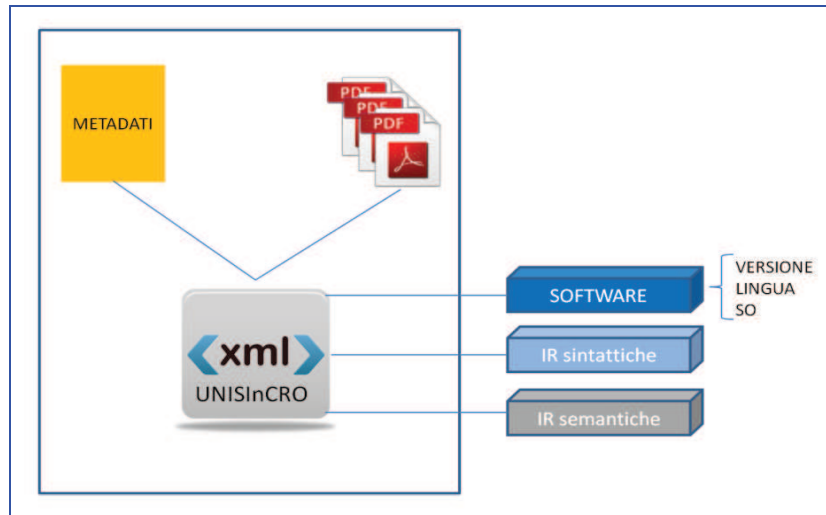 METADATI
PDF
PDF
PDF
xml
UNISInCRO
SOFTWARE
VERSIONE
LINGUA
SO
IR sintattiche
IR semantiche